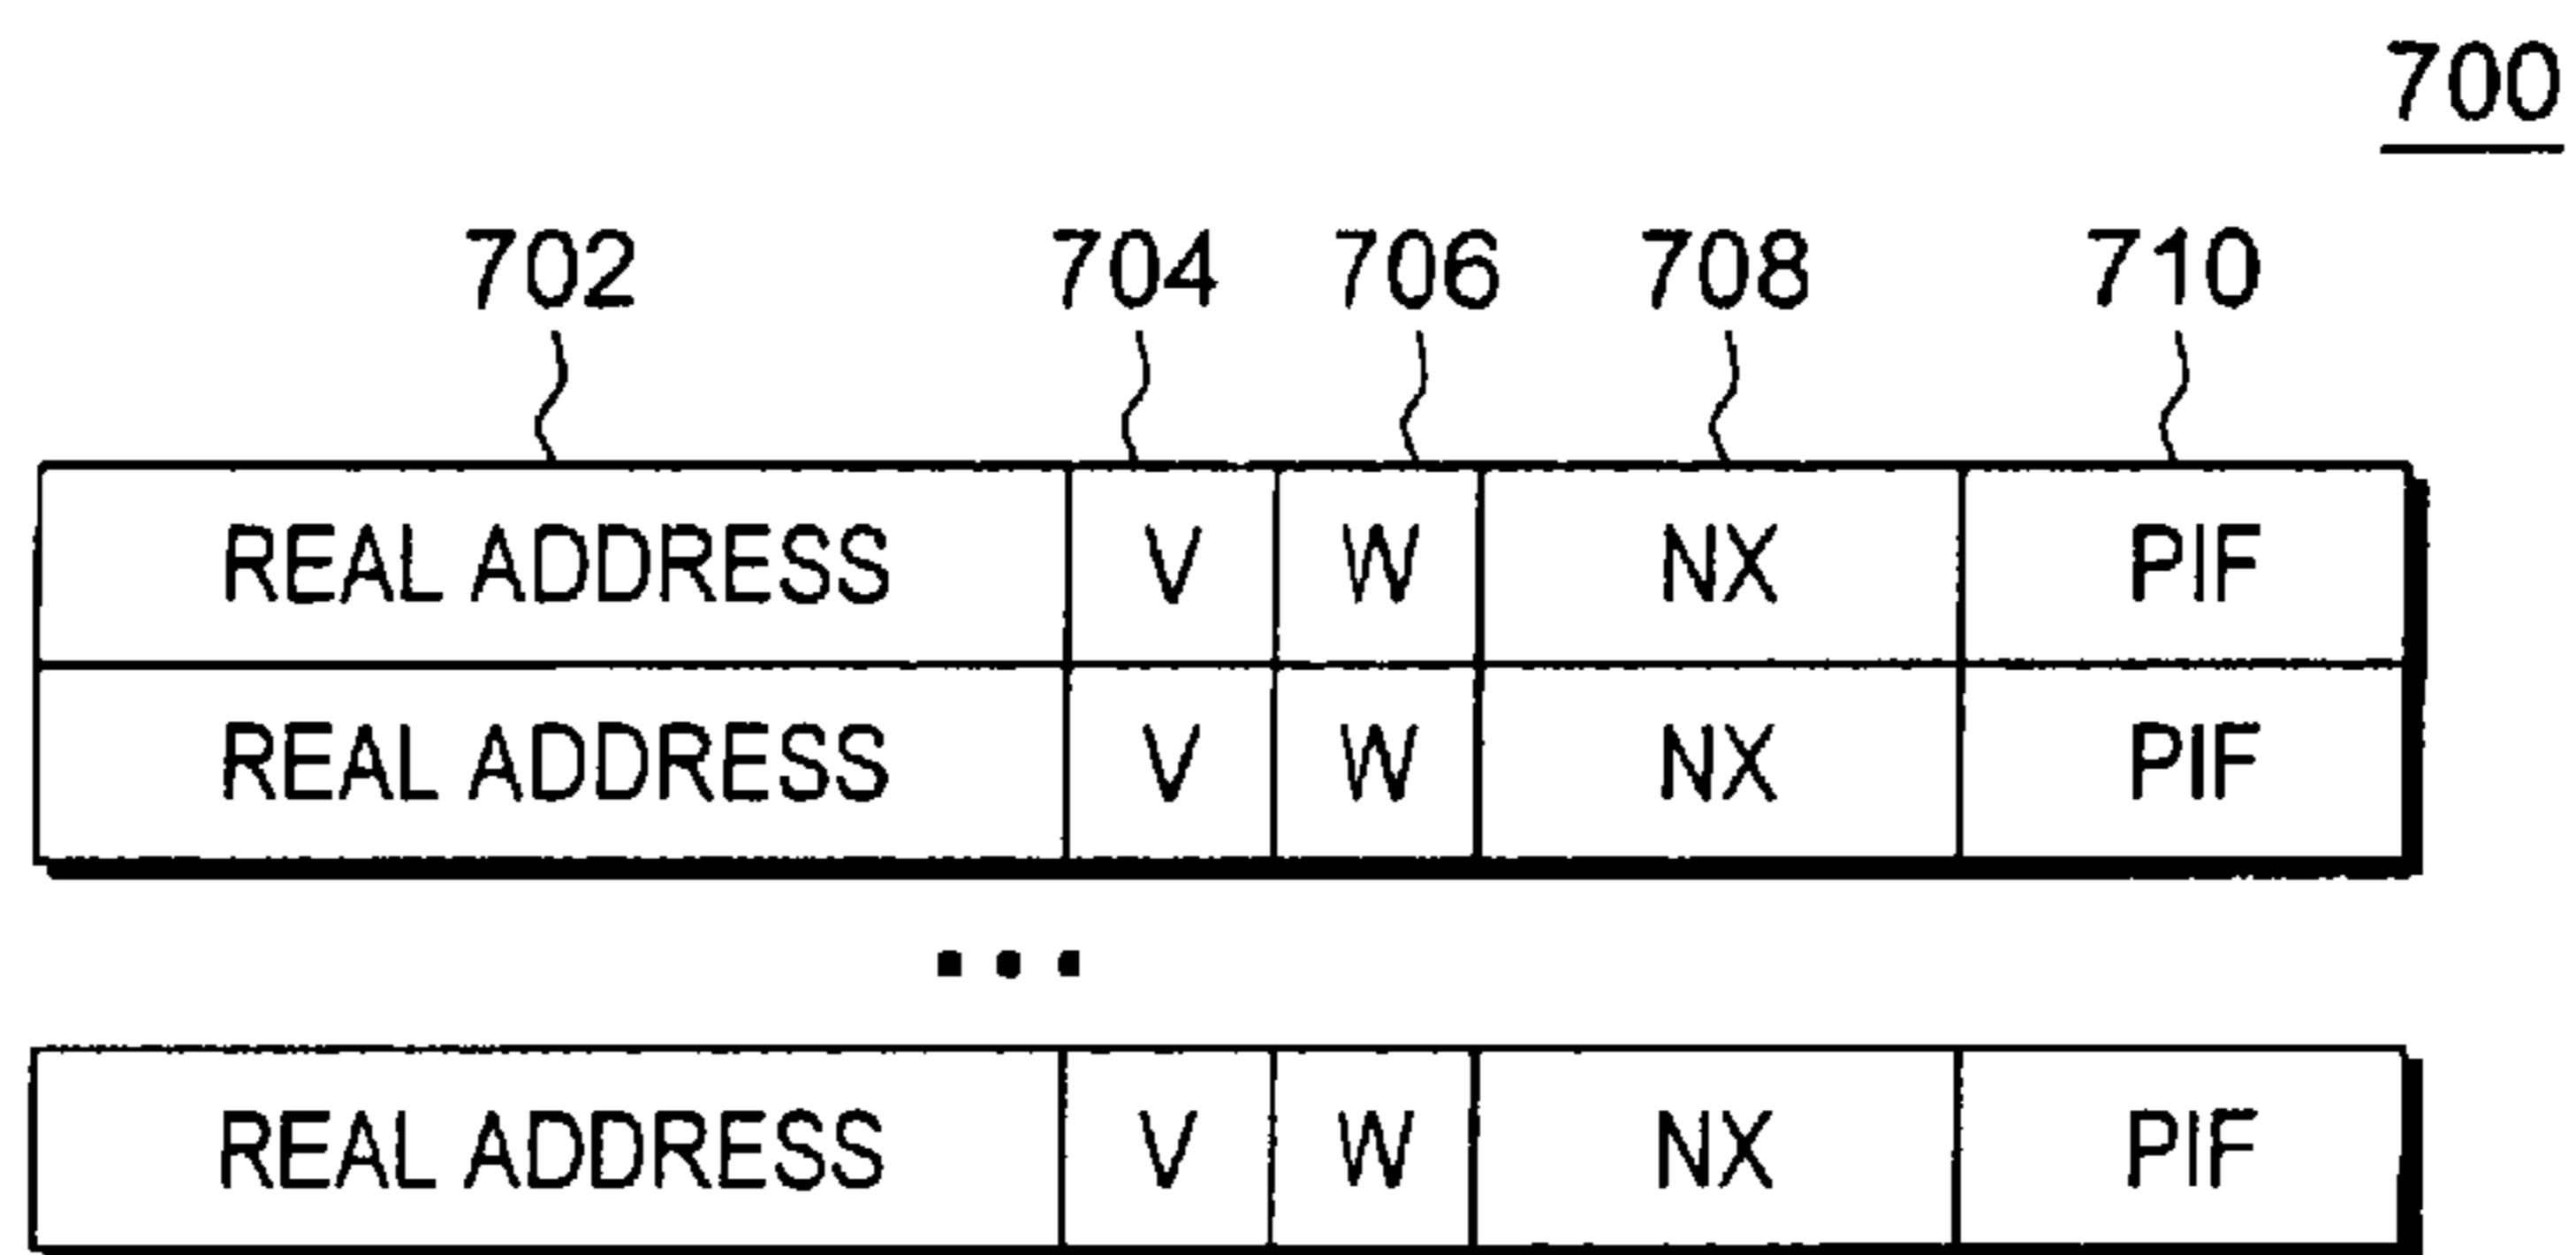 700
702 704 706 708 710
REAL ADDRESS V W NX PIF
REAL ADDRESS V W NX PIF
...
REAL ADDRESS V W NX PIF